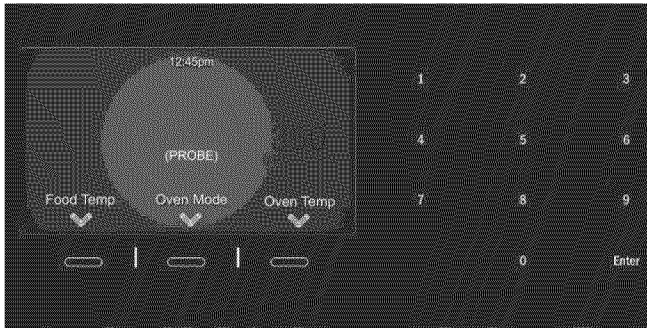 12:45pm
(PROBE)
Food Temp Oven Mode Oven Temp
1 2 3
4 5 6
7 8 9
0 Enter